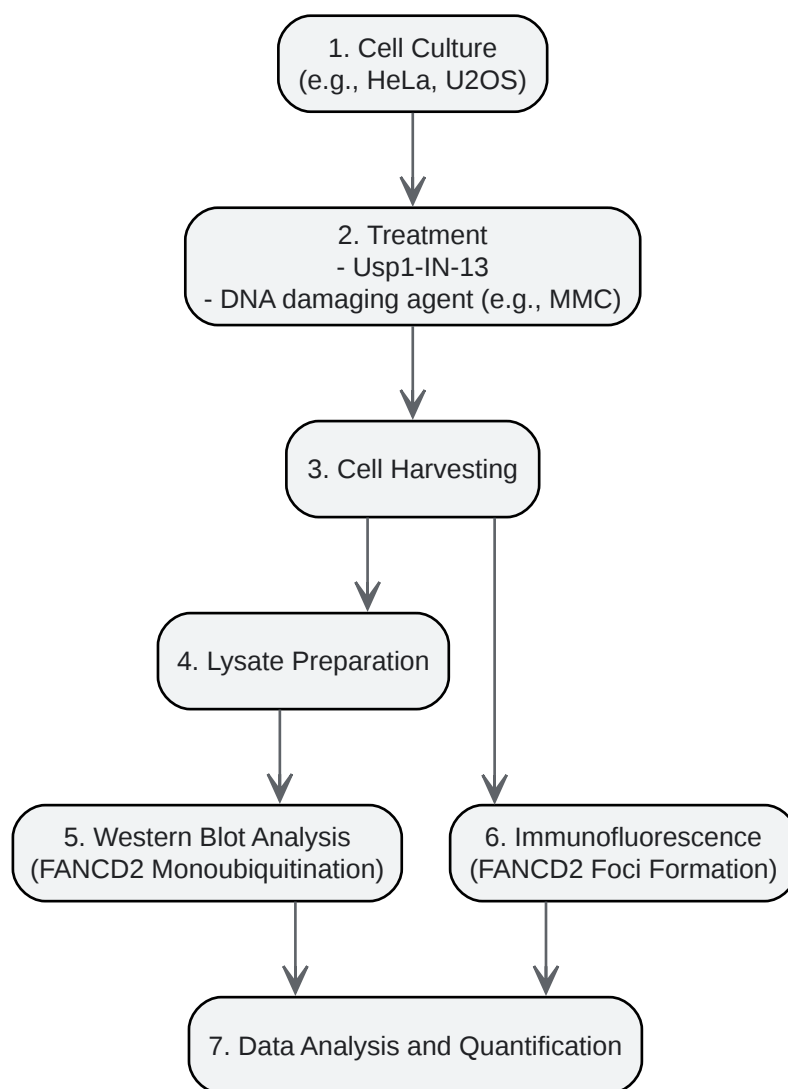 1. Cell Culture
(e.g., HeLa, U2OS)
2. Treatment
- Usp1-IN-13
- DNA damaging agent (e.g., MMC)
3. Cell Harvesting
4. Lysate Preparation
5. Western Blot Analysis
(FANCD2 Monoubiquitination)
6. Immunofluorescence
(FANCD2 Foci Formation)
7. Data Analysis and Quantification